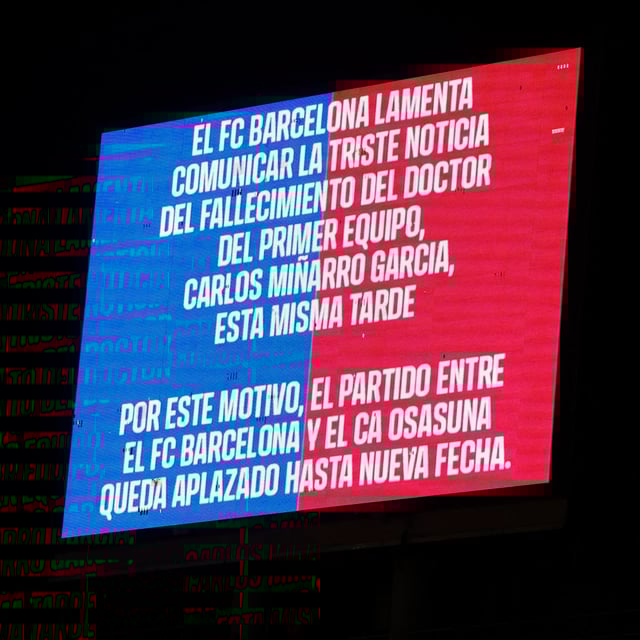 EL FC BARCELONA LAMENTA
COMUNICAR LA TRISTE NOTICIA
DEL FALLECIMIENTO DEL DOCTOR
DEL PRIMER EQUIPO,
CARLOS MIÑARRO GARCIA,
ESTA MISMA TARDE
POR ESTE MOTIVO, EL PARTIDO ENTRE
EL FC BARCELONA Y EL CA OSASUNA
QUEDA APLAZADO HASTA NUEVA FECHA.